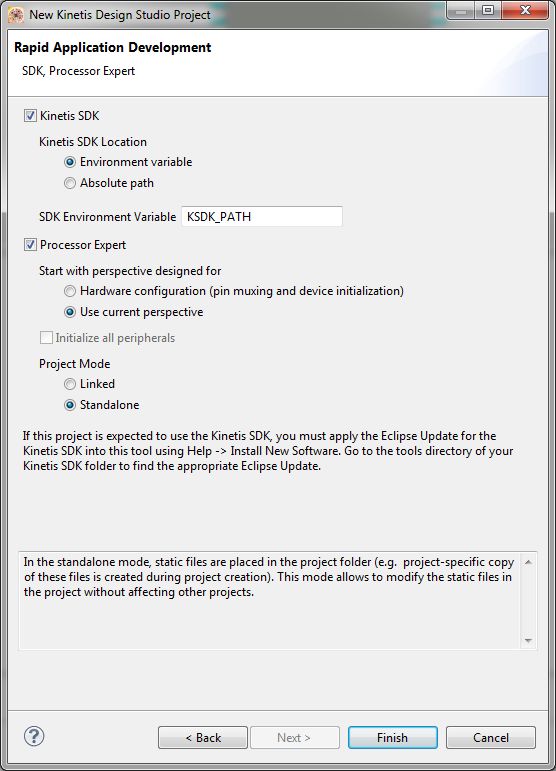 New Kinetis Design Studio Project
Rapid Application Development
SDK, Processor Expert
Kinetis SDK
Kinetis SDK Location
Environment variable
Absolute path
SDK Environment Variable KSDK_PATH
Processor Expert
Start with perspective designed for
Hardware configuration (pin muxing and device initialization)
Use current perspective
Initialize all peripherals
Project Mode
Linked
Standalone
If this project is expected to use the Kinetis SDK, you must apply the Eclipse Update for the
Kinetis SDK into this tool using Help -> Install New Software. Go to the tools directory of your
Kinetis SDK folder to find the appropriate Eclipse Update.
In the standalone mode, static files are placed in the project folder (e.g. project-specific copy
of these files is created during project creation). This mode allows to modify the static files in
the project without affecting other projects.
? < Back Next > Finish Cancel